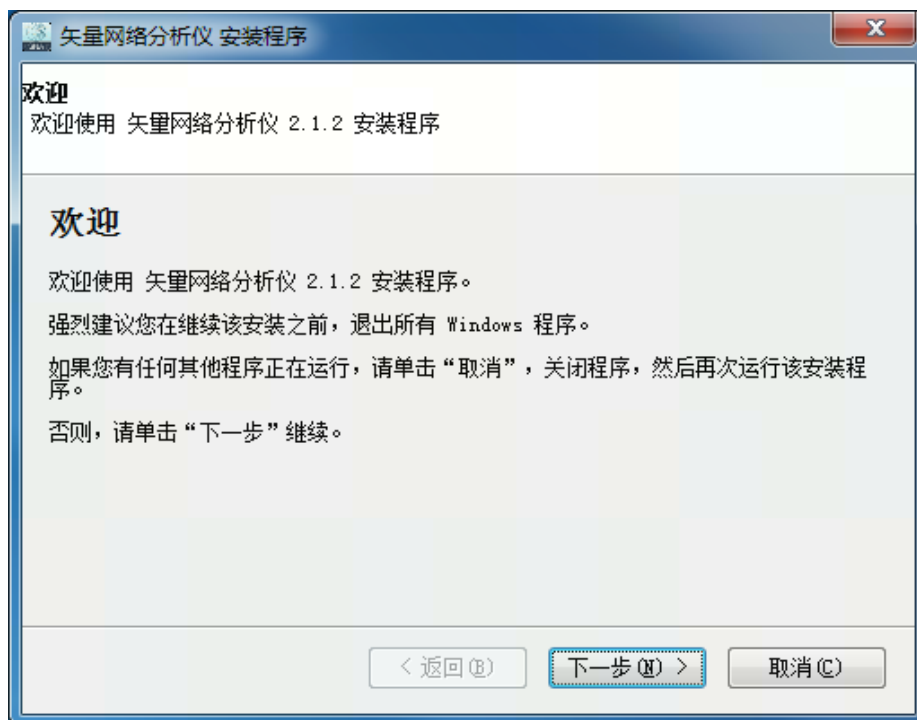 矢量网络分析仪 安装程序
欢迎
欢迎使用 矢量网络分析仪 2.1.2 安装程序
欢迎
欢迎使用 矢量网络分析仪 2.1.2 安装程序。
强烈建议您在继续该安装之前，退出所有 Windows 程序。
如果您有任何其他程序正在运行，请单击“取消”，关闭程序，然后再次运行该安装程
序。
否则，请单击“下一步”继续。
< 返回(B) 下一步(N) > 取消(C)